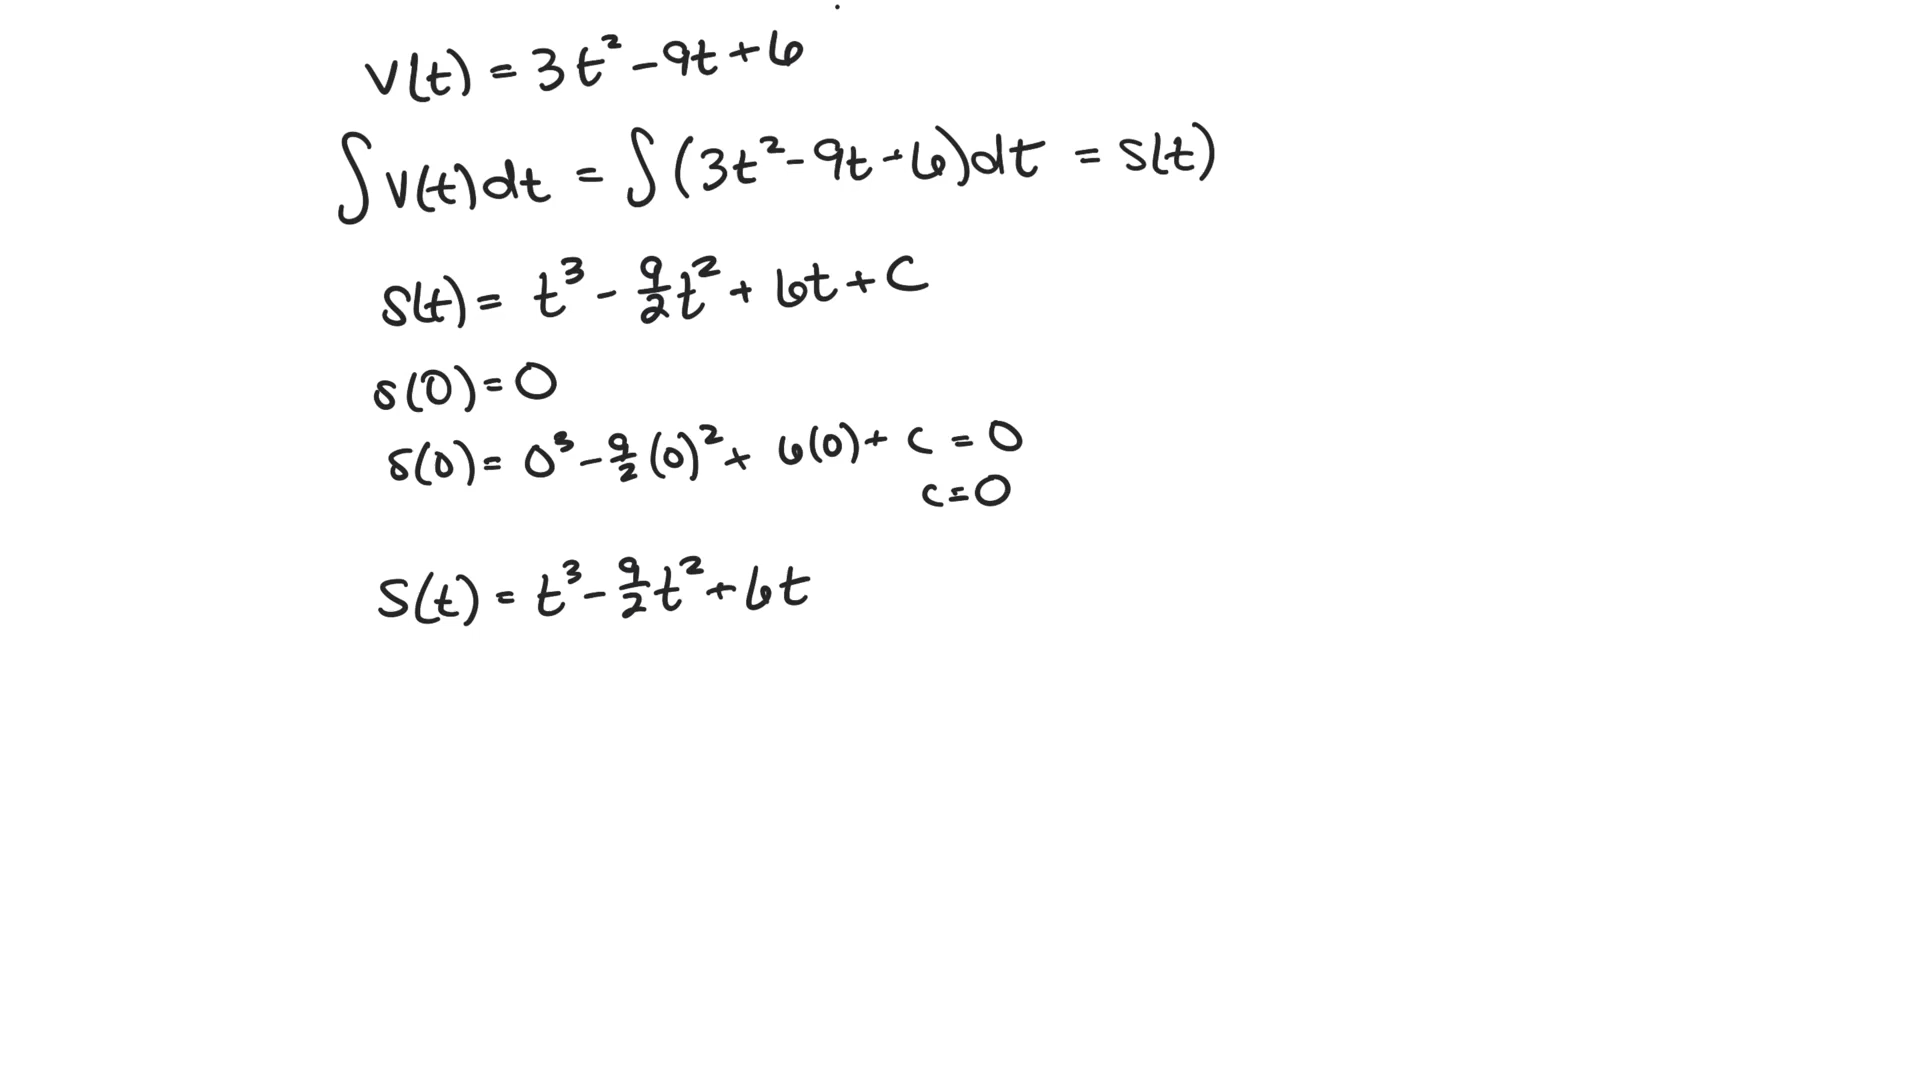 V(t) = 3t² - 9t + 6
∫ V(t) dt = ∫ (3t² - 9t + 6) dt = S(t)
S(t) = t³ - 9/2 t² + 6t + C
s(0) = 0
s(0) = 0³ - 9/2 (0)² + 6(0) + c = 0
c = 0
S(t) = t³ - 9/2 t² + 6t